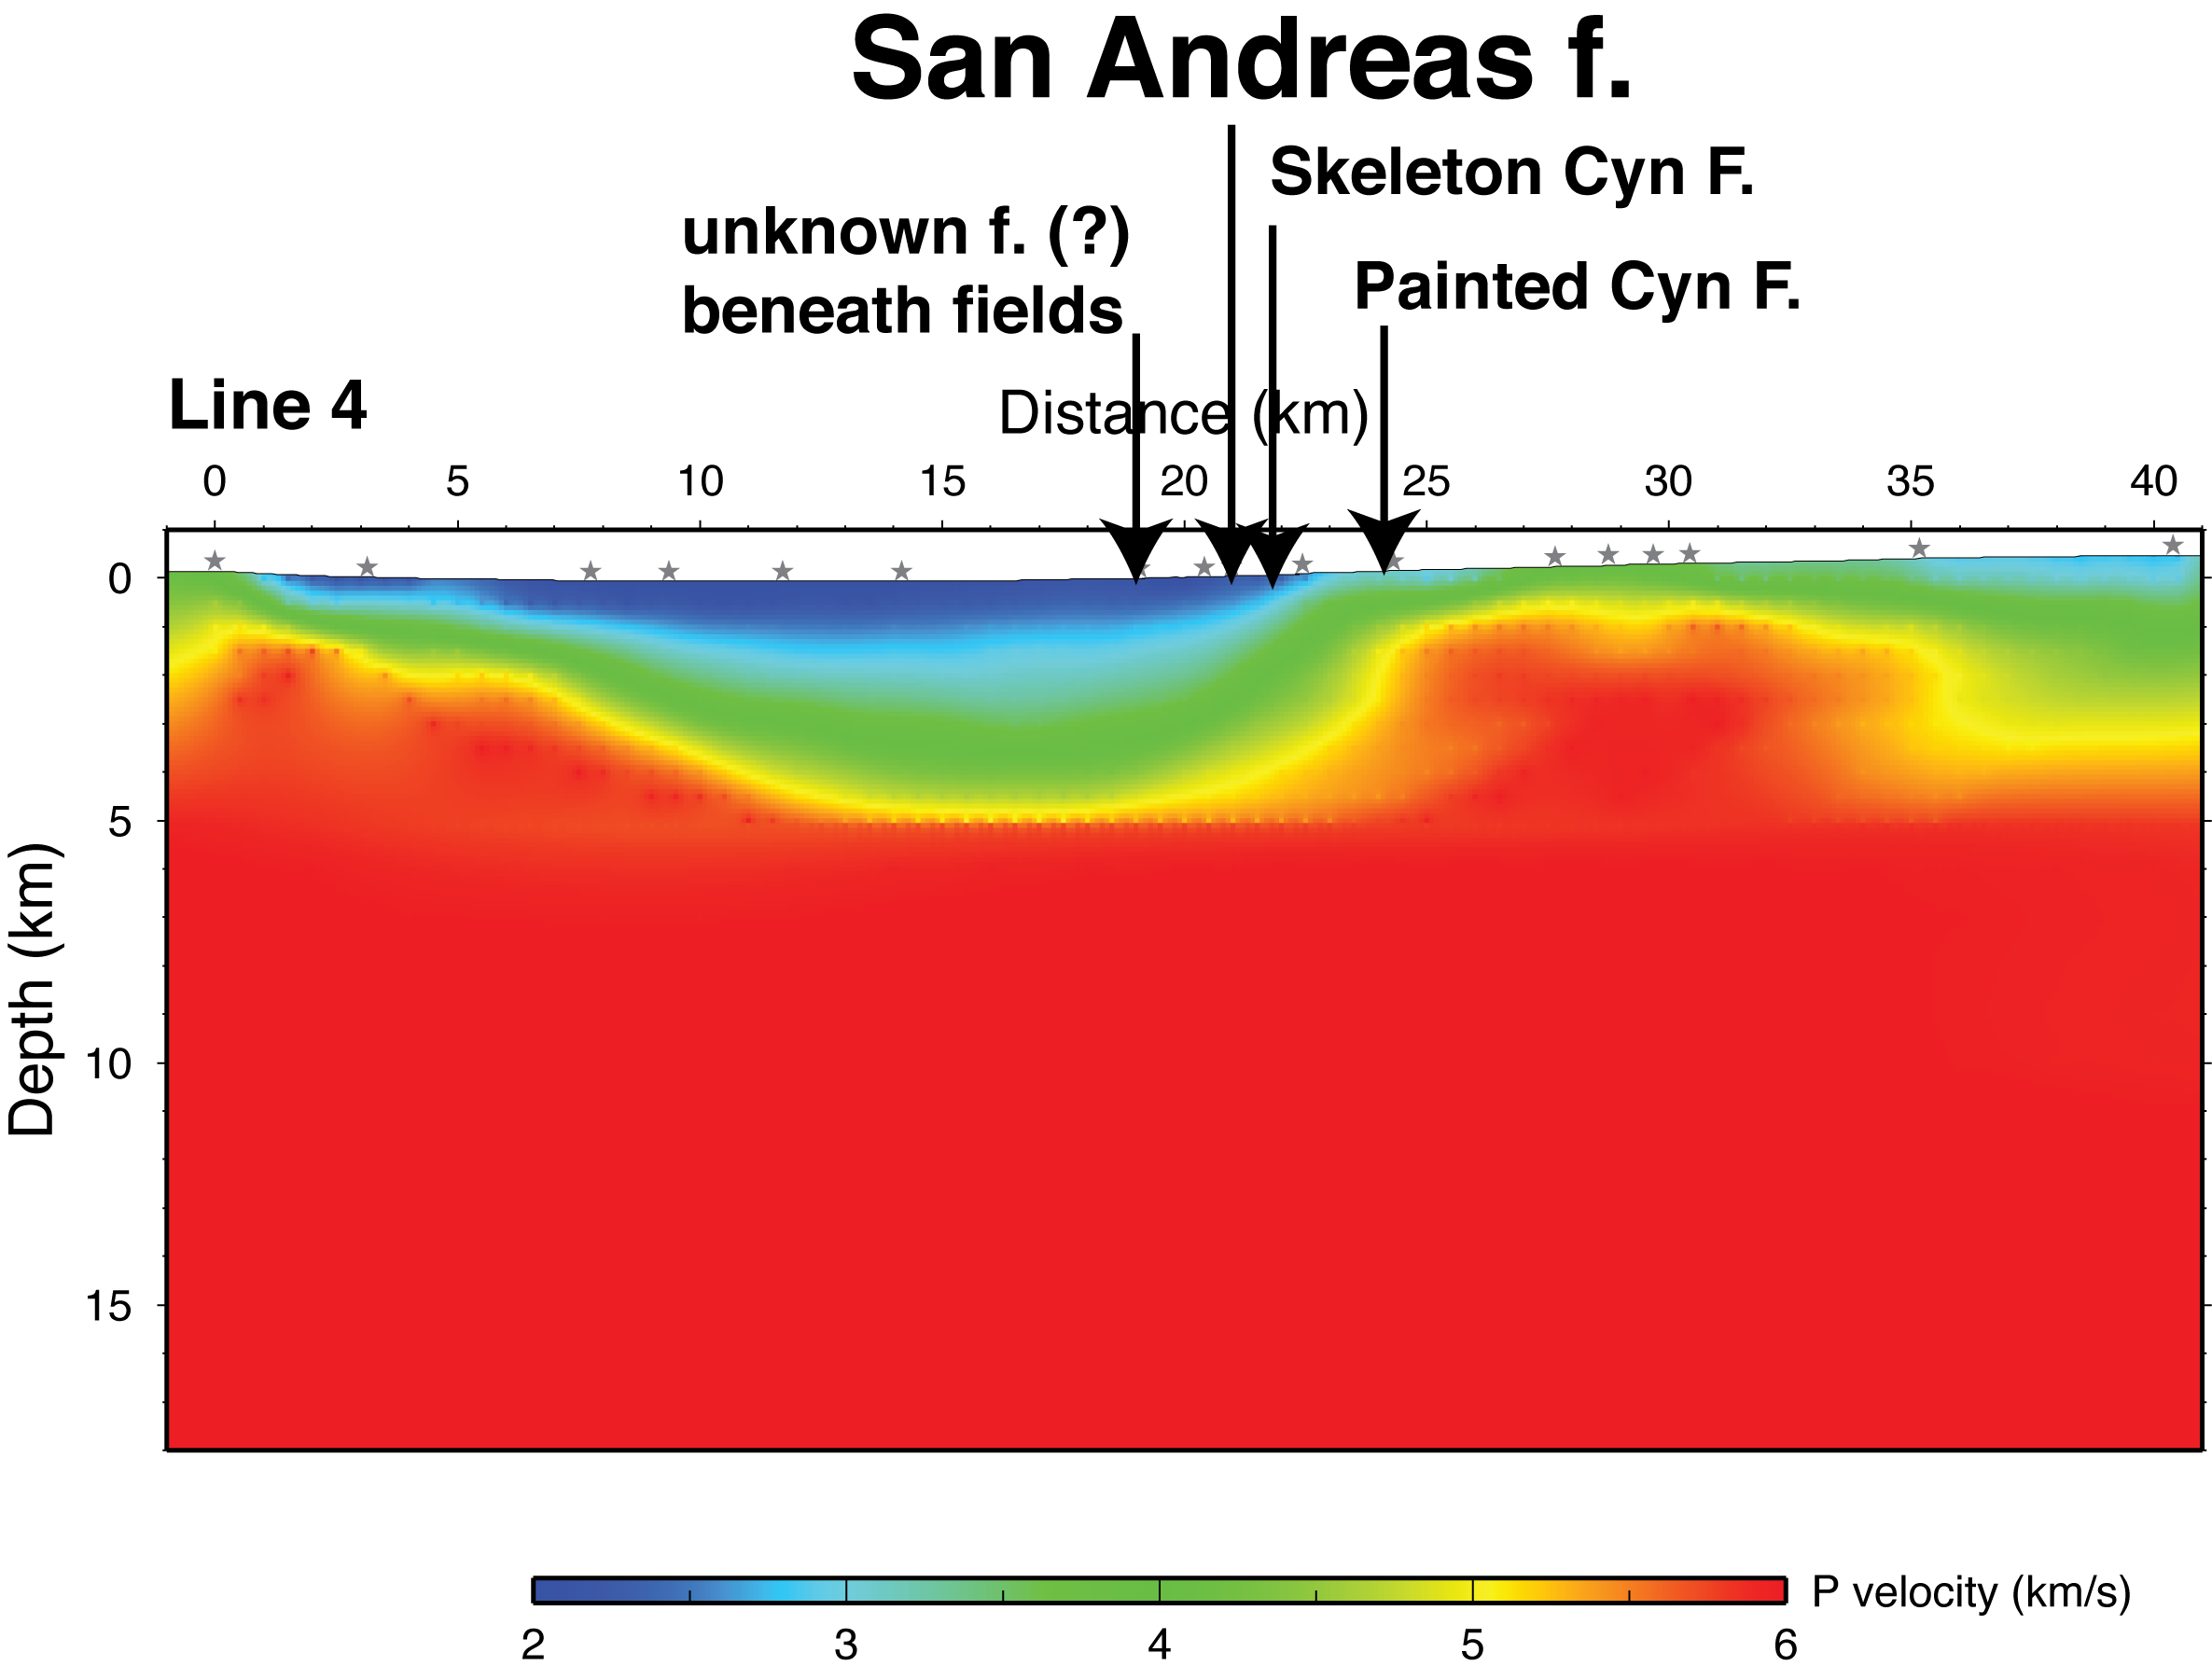 San Andreas f.
Skeleton Cyn F.
unknown f. (?)
beneath fields
Painted Cyn F.
Line 4
Distance (km)
0 5 10 15 20 25 30 35 40
Depth (km)
0
5
10
15
P velocity (km/s)
2 3 4 5 6